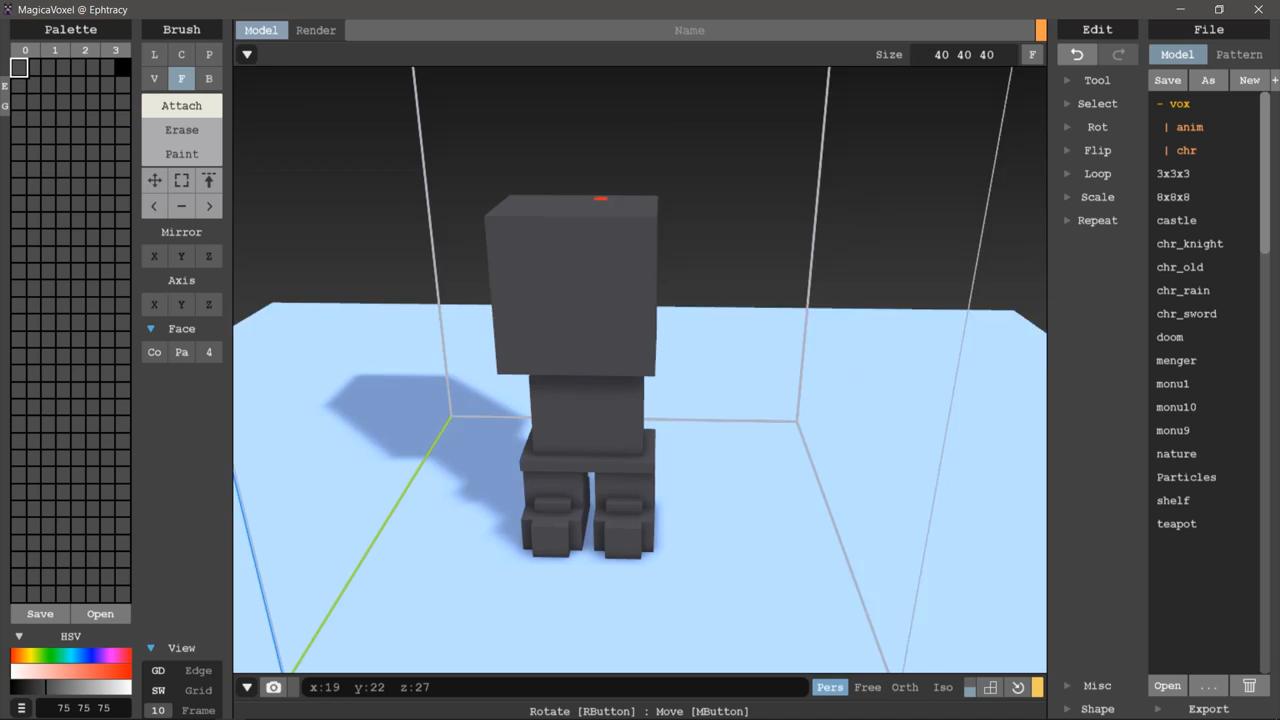 MagicaVoxel @ Ephtracy
Palette
0 1 2 3
E
G
Save Open
HSV
75 75 75
Brush
L C P
V F B
Attach
Erase
Paint
Mirror
X Y Z
Axis
X Y Z
Face
Co Pa 4
View
GD Edge
SW Grid
10 Frame
Model Render Name
Size 40 40 40 F
x:19 y:22 z:27
Pers Free Orth Iso
Rotate [RButton] : Move [MButton]
Edit
Tool
Select
Rot
Flip
Loop
Scale
Repeat
Misc
Shape
File
Model Pattern
Save As New +
- vox
| anim
| chr
3x3x3
8x8x8
castle
chr_knight
chr_old
chr_rain
chr_sword
doom
menger
monu1
monu10
monu9
nature
Particles
shelf
teapot
Open ...
Export